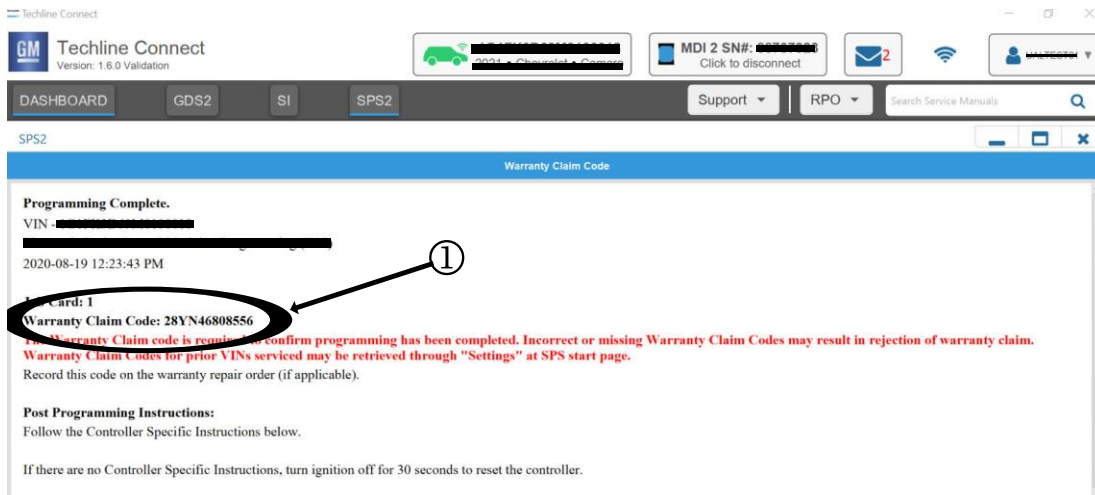 Techline Connect
GM Techline Connect
Version: 1.6.0 Validation
2021 • Chevrolet • Camaro
MDI 2 SN#:
Click to disconnect
2
DASHBOARD GDS2 SI SPS2 Support RPO Search Service Manuals
SPS2
Warranty Claim Code
Programming Complete.
VIN -
2020-08-19 12:23:43 PM
①
Card: 1
Warranty Claim Code: 28YN46808556
The Warranty Claim code is required to confirm programming has been completed. Incorrect or missing Warranty Claim Codes may result in rejection of warranty claim.
Warranty Claim Codes for prior VINs serviced may be retrieved through "Settings" at SPS start page.
Record this code on the warranty repair order (if applicable).
Post Programming Instructions:
Follow the Controller Specific Instructions below.
If there are no Controller Specific Instructions, turn ignition off for 30 seconds to reset the controller.